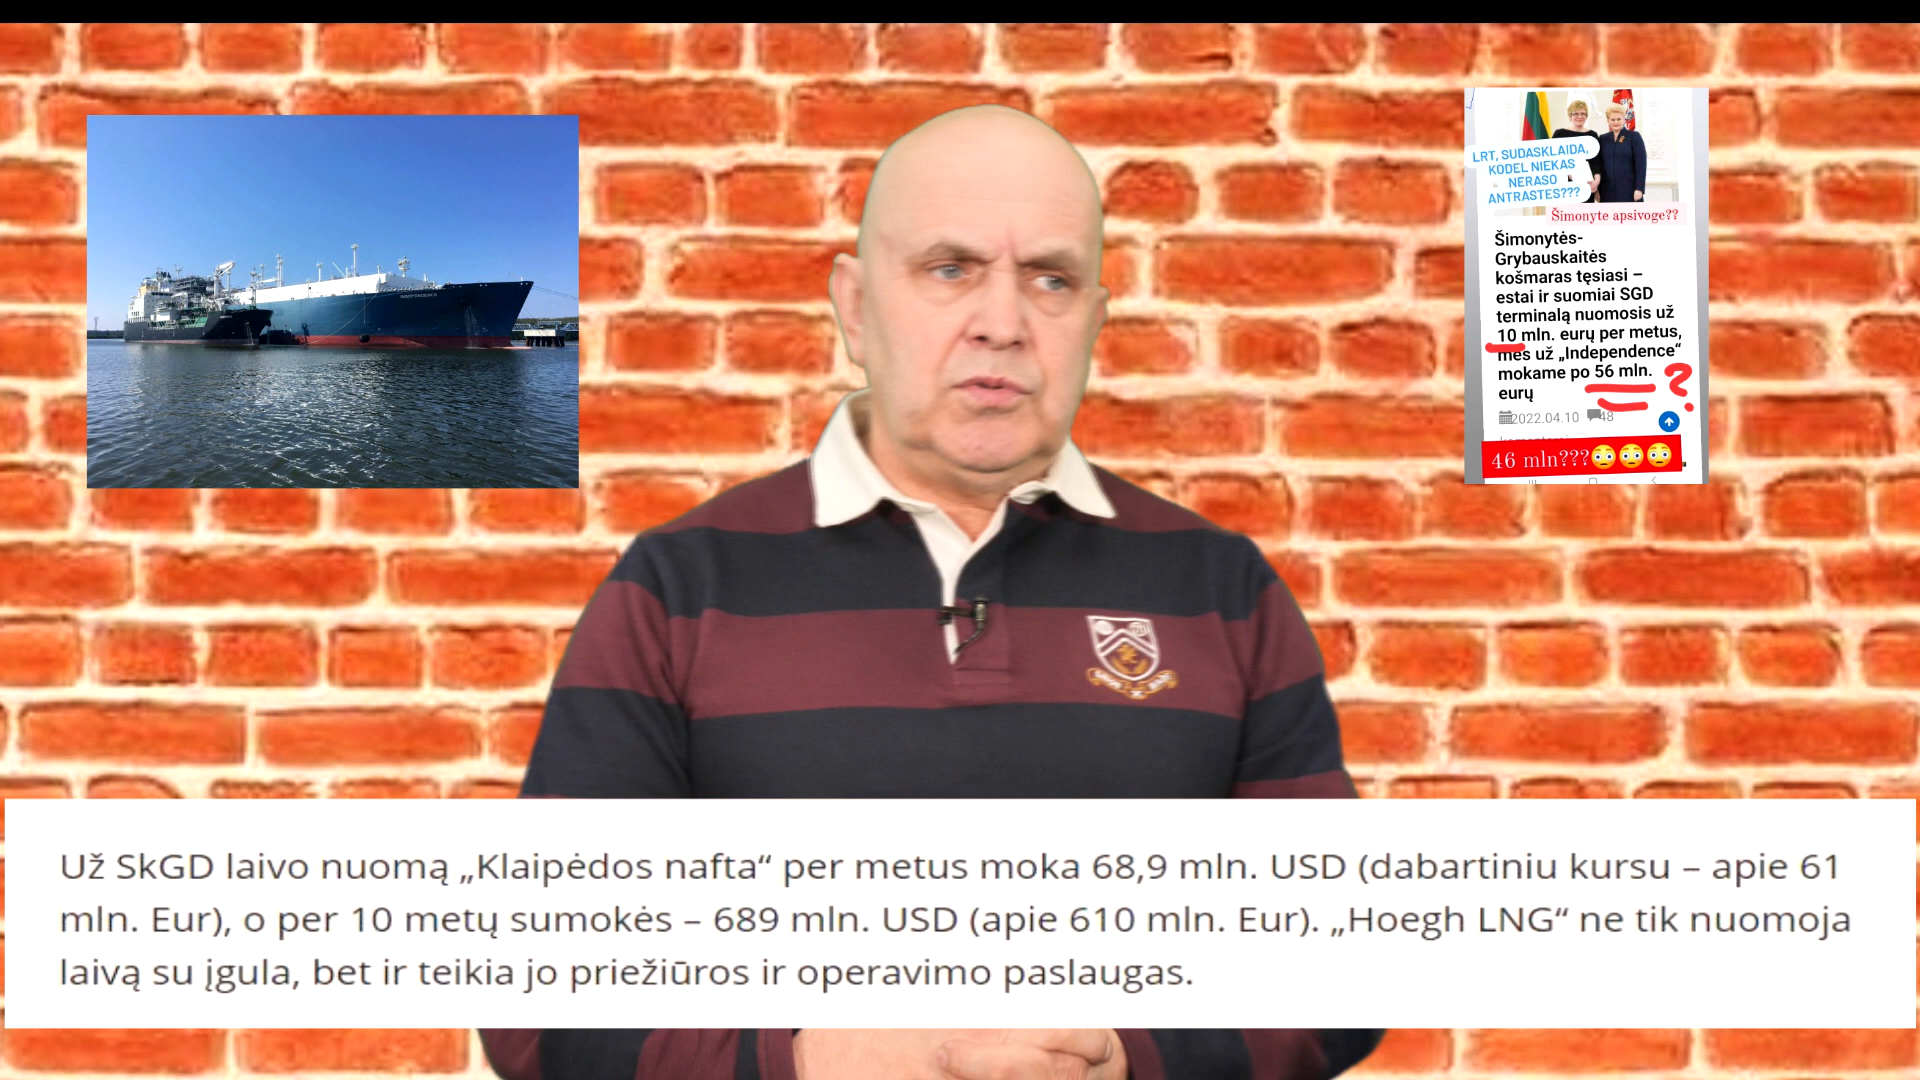 LRT, SUDASKLAIDA,
KODEL NIEKAS
NERASO
ANTRASTES???
Šimonyte apsivoge??
Šimonytės-
Grybauskaitės
košmaras tęsiasi –
estai ir suomiai SGD
terminalą nuomosis už
10 mln. eurų per metus,
mes už „Independence“
mokame po 56 mln.
eurų
?
2022.04.10 48
46 mln???😳😳😳
Už SkGD laivo nuomą „Klaipėdos nafta“ per metus moka 68,9 mln. USD (dabartiniu kursu – apie 61
mln. Eur), o per 10 metų sumokės – 689 mln. USD (apie 610 mln. Eur). „Hoegh LNG“ ne tik nuomoja
laivą su įgula, bet ir teikia jo priežiūros ir operavimo paslaugas.